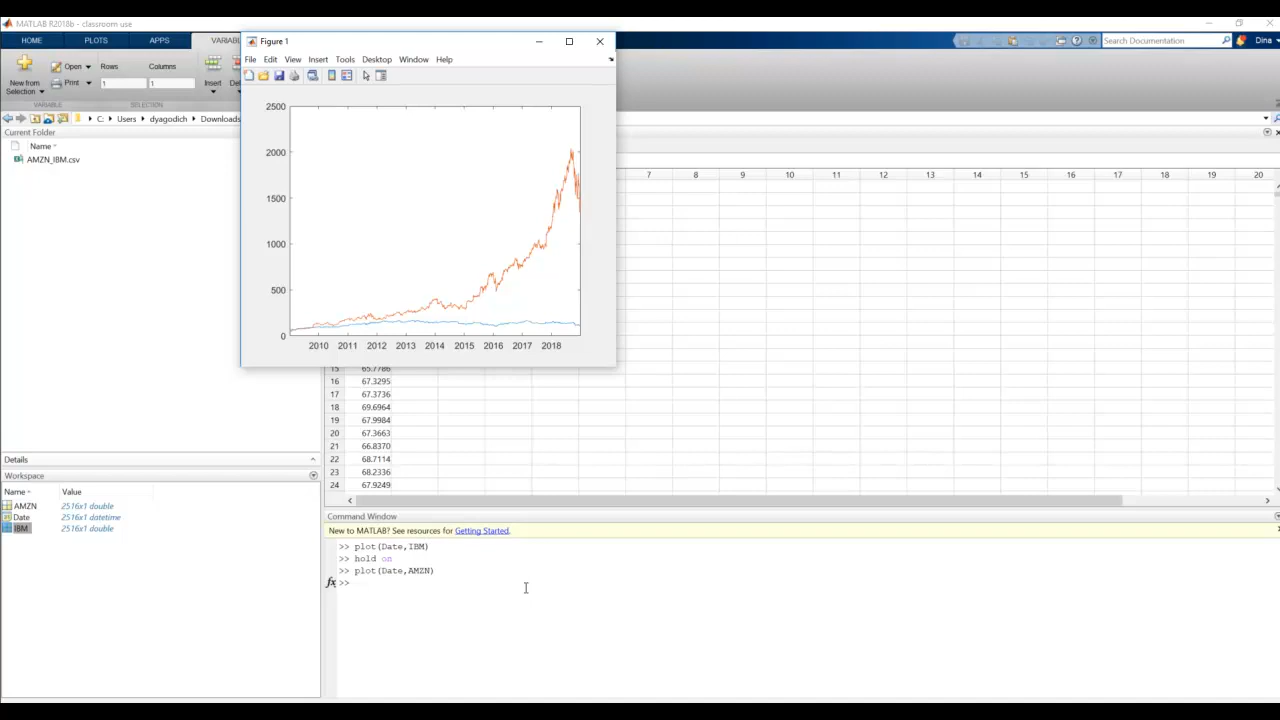 MATLAB R2018b - classroom use
HOME PLOTS APPS
Search Documentation
Dina
New from
Selection
Open
Print
Rows
1
Columns
1
Insert
VARIABLE
SELECTION
C: Users dyagodich Downloads
Current Folder
Name
AMZN_IBM.csv
Figure 1
File Edit View Insert Tools Desktop Window Help
2500
2000
1500
1000
500
0
2010 2011 2012 2013 2014 2015 2016 2017 2018
7 8 9 10 11 12 13 14 15 16 17 18 19 20
15 65.7786
16 67.3295
17 67.3736
18 69.6964
19 67.9984
20 67.3663
21 66.8370
22 68.7114
23 68.2336
24 67.9249
Details
Workspace
Name Value
AMZN 2516x1 double
Date 2516x1 datetime
IBM 2516x1 double
Command Window
New to MATLAB? See resources for Getting Started.
>> plot(Date,IBM)
>> hold on
>> plot(Date,AMZN)
fx >>